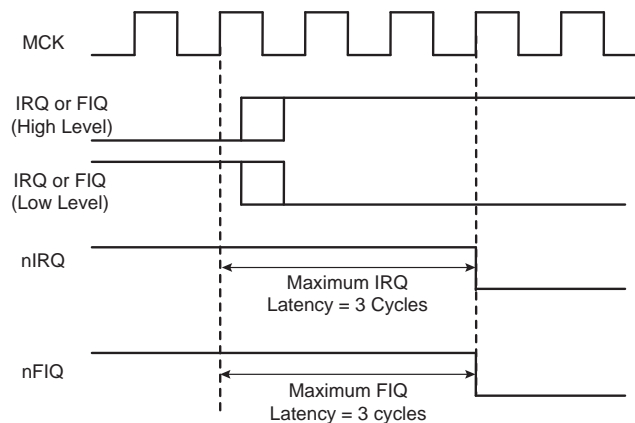 MCK
IRQ or FIQ
(High Level)
IRQ or FIQ
(Low Level)
nIRQ
Maximum IRQ
Latency = 3 Cycles
nFIQ
Maximum FIQ
Latency = 3 cycles